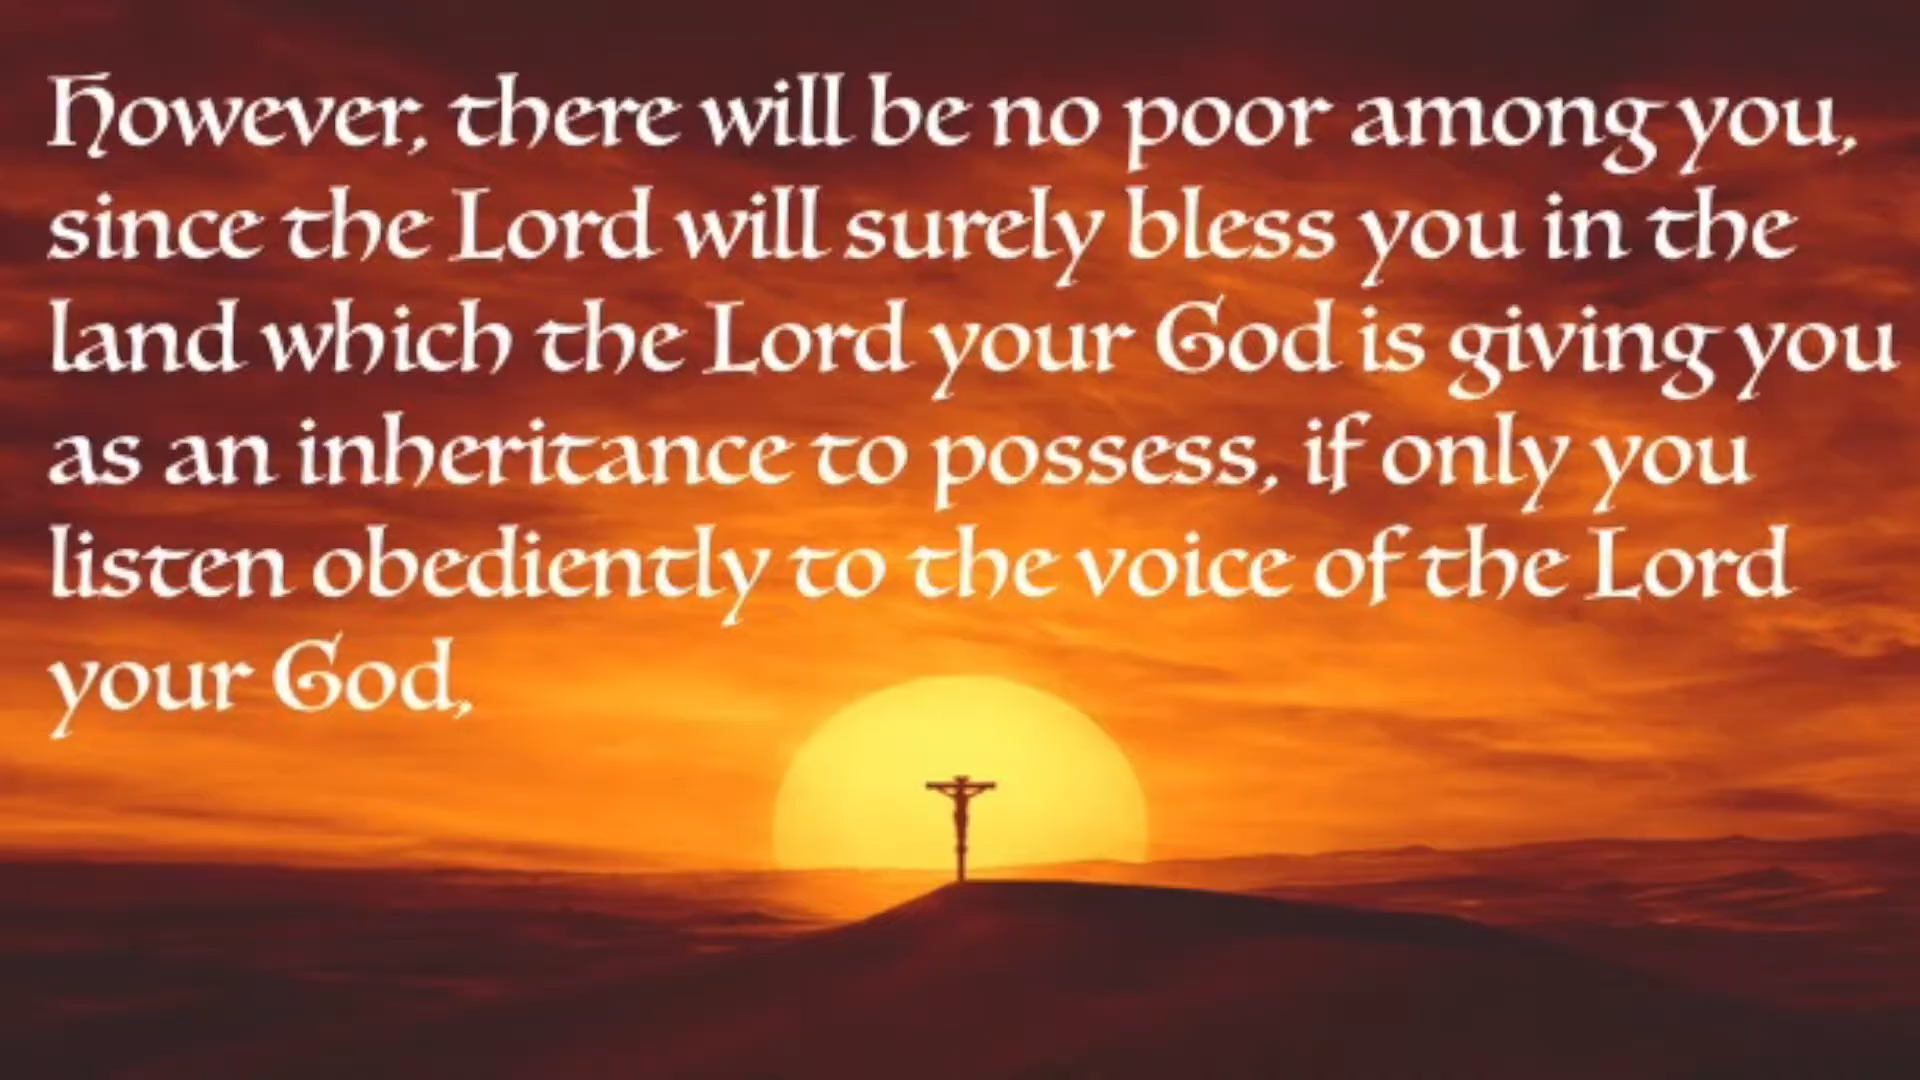 However, there will be no poor among you,
since the Lord will surely bless you in the
land which the Lord your God is giving you
as an inheritance to possess, if only you
listen obediently to the voice of the Lord
your God,